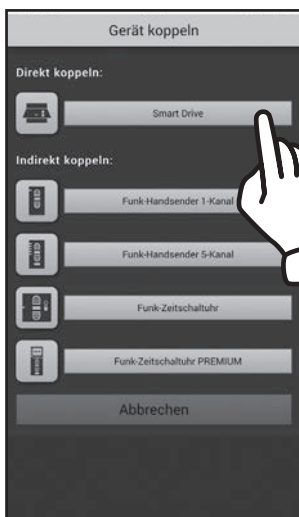 Gerät koppeln
Direkt koppeln:
Smart Drive
Indirekt koppeln:
Funk-Handsender 1-Kanal
Funk-Handsender 5-Kanal
Funk-Zeitschaltuhr
Funk-Zeitschaltuhr PREMIUM
Abbrechen